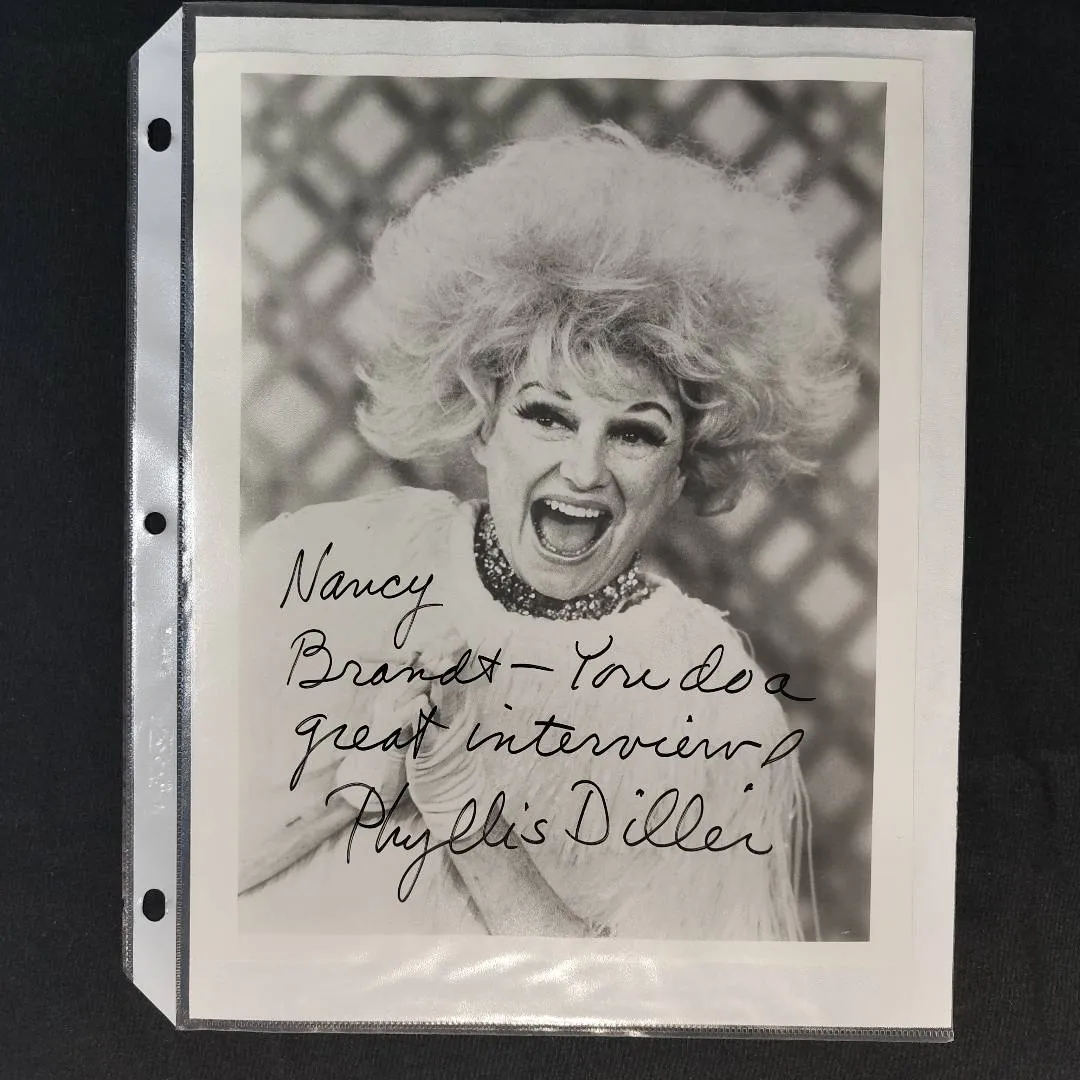 Nancy
Brandt – You do a
great interview!
Phyllis Diller